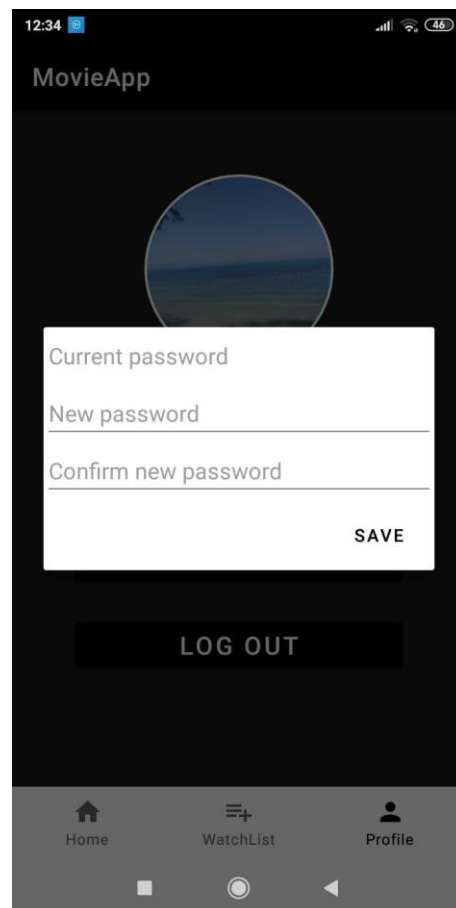 12:34
46
MovieApp
Current password
New password
Confirm new password
SAVE
LOG OUT
Home
WatchList
Profile